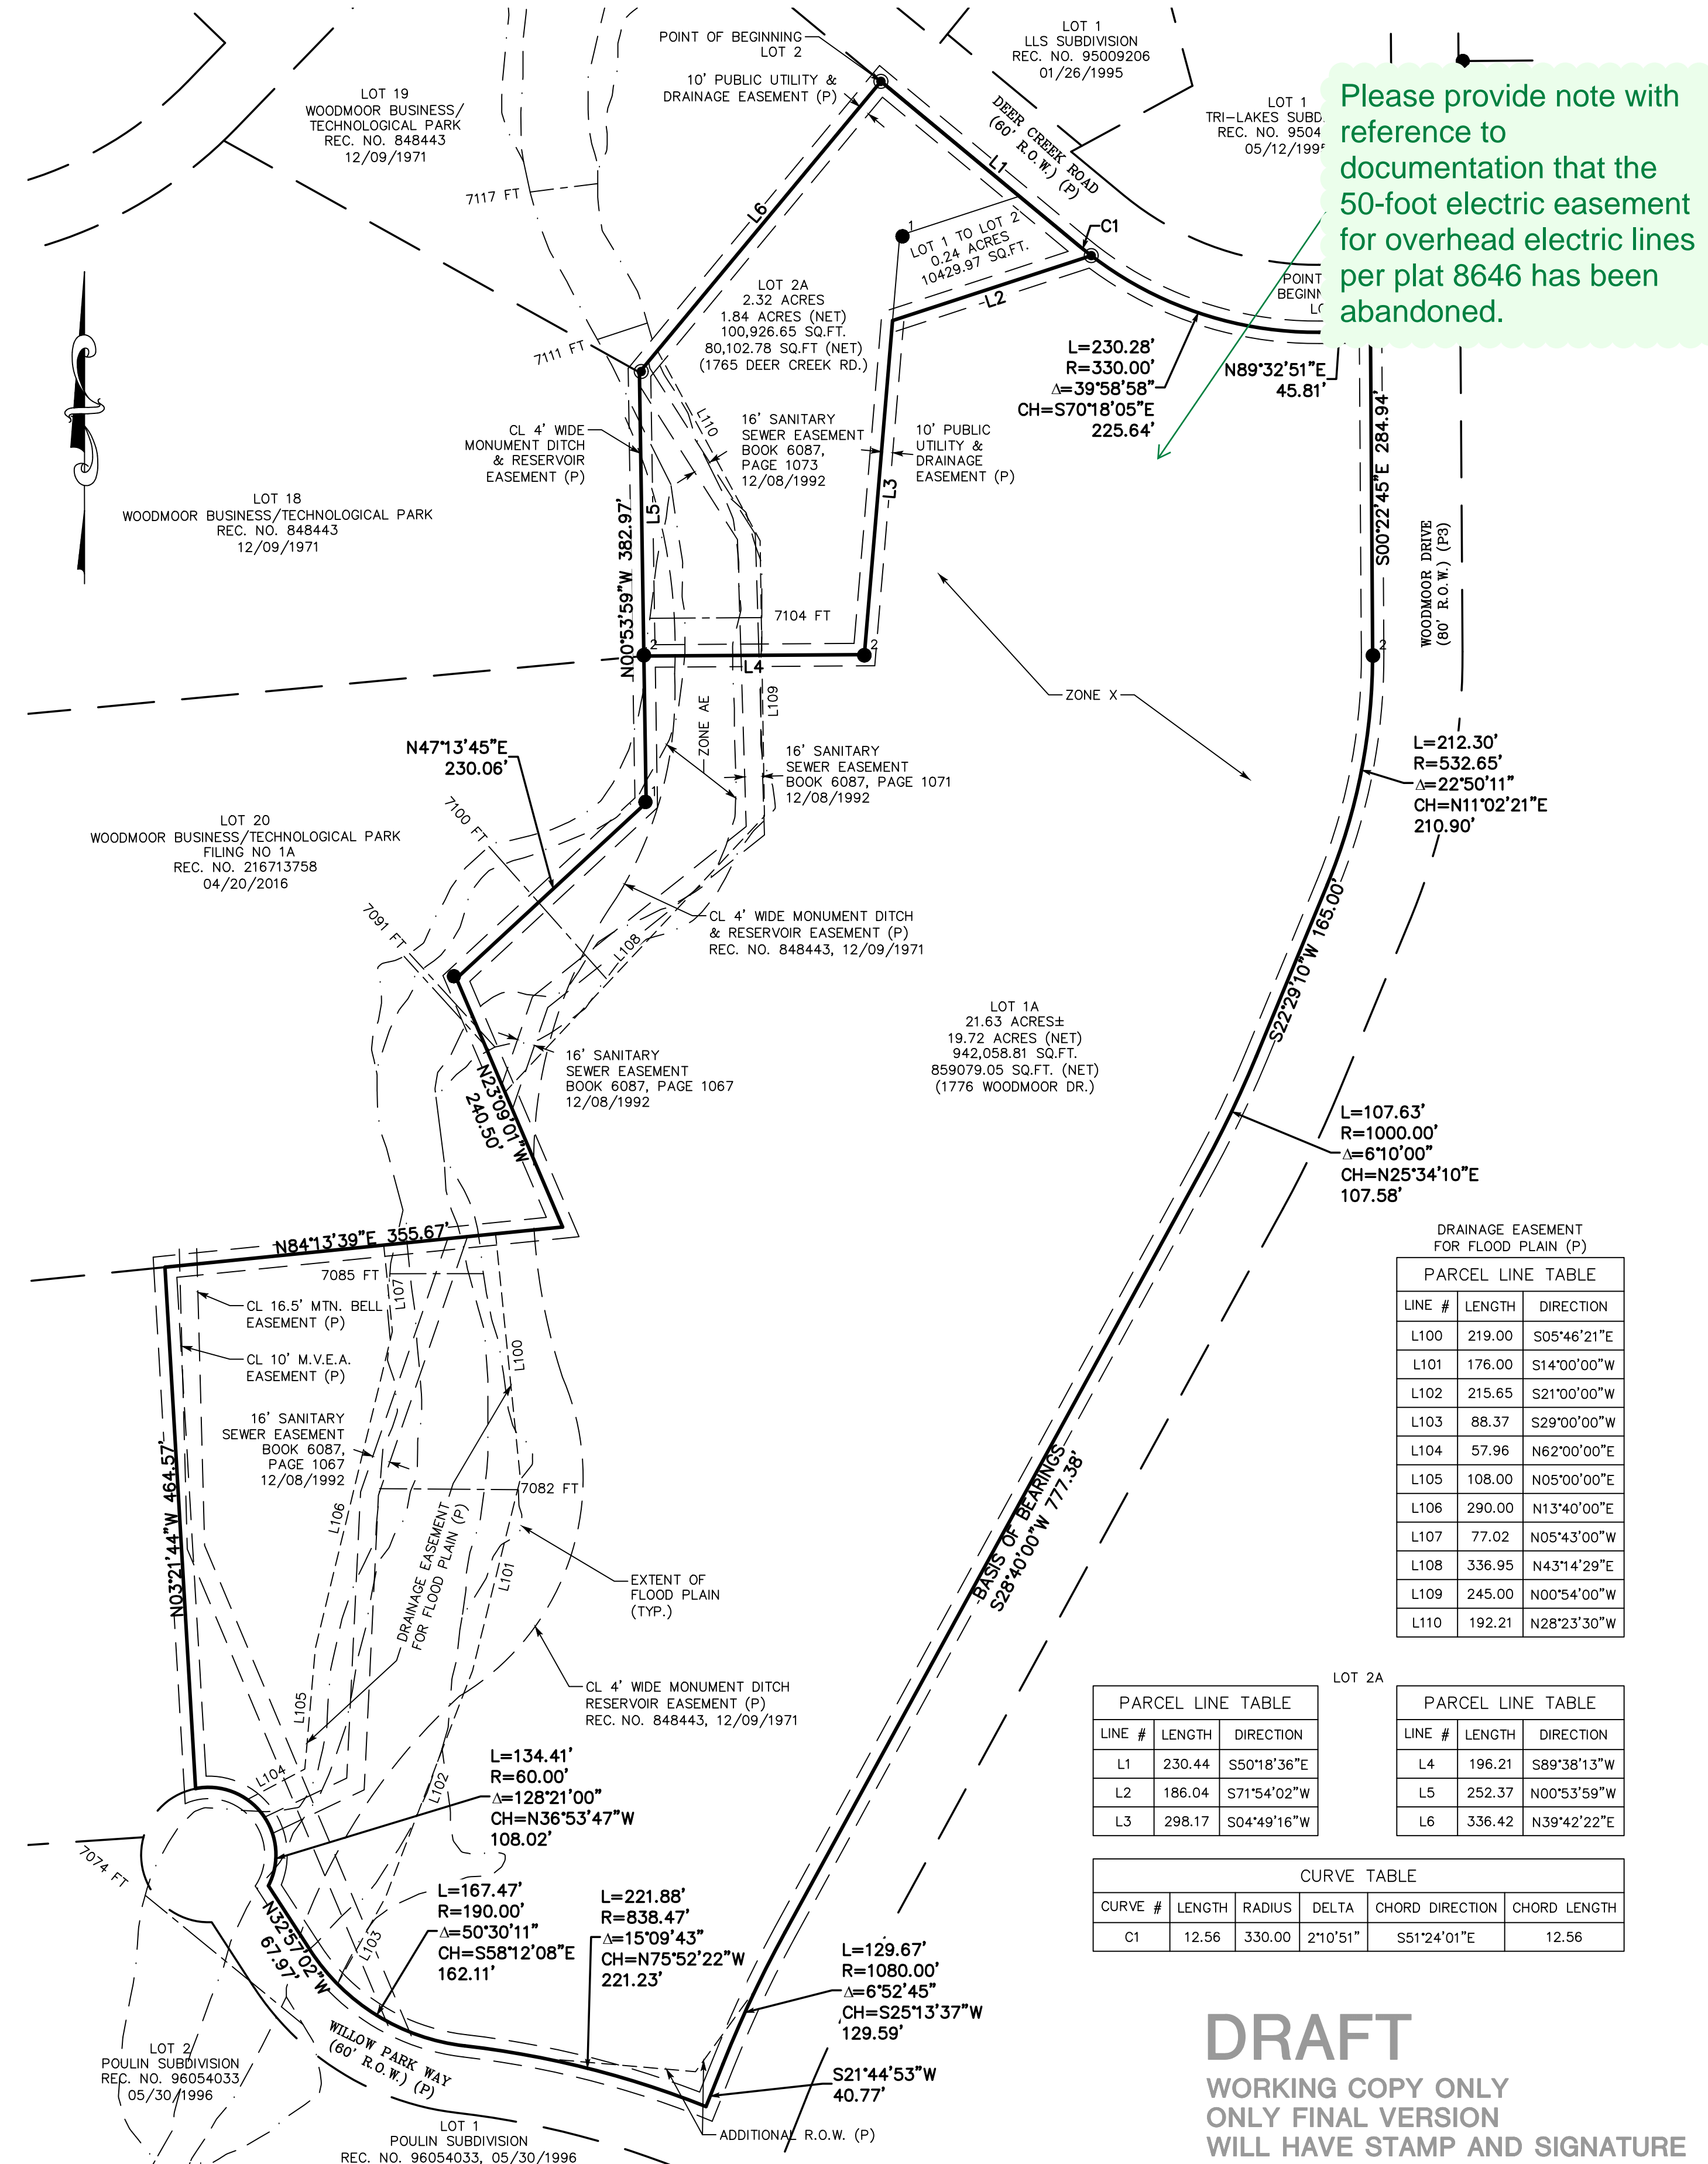 POINT OF BEGINNING
LOT 2
10' PUBLIC UTILITY &
DRAINAGE EASEMENT (P)
LOT 1
LLS SUBDIVISION
REC. NO. 95009206
01/26/1995
LOT 19
WOODMOOR BUSINESS/
TECHNOLOGICAL PARK
REC. NO. 848443
12/09/1971
DEER CREEK ROAD
(60' R.O.W.) (P)
LOT 1
TRI-LAKES SUBD
REC. NO. 9504
05/12/199
Please provide note with
reference to
documentation that the
50-foot electric easement
for overhead electric lines
per plat 8646 has been
abandoned.
7117 FT
L6
L1
1
C1
LOT 1 TO LOT 2
0.24 ACRES
10429.97 SQ.FT.
L2
LOT 2A
2.32 ACRES
1.84 ACRES (NET)
100,926.65 SQ.FT.
80,102.78 SQ.FT (NET)
(1765 DEER CREEK RD.)
POINT
BEGINN
LO
7111 FT
L=230.28'
R=330.00'
Δ=39°58'58"
CH=S70°18'05"E
225.64'
N89°32'51"E
45.81'
L110
CL 4' WIDE
MONUMENT DITCH
& RESERVOIR
EASEMENT (P)
16' SANITARY
SEWER EASEMENT
BOOK 6087,
PAGE 1073
12/08/1992
10' PUBLIC
UTILITY &
DRAINAGE
EASEMENT (P)
L3
L5
N00°53'59"W 382.97'
S00°22'45"E 284.94'
WOODMOOR DRIVE
(80' R.O.W.) (P3)
LOT 18
WOODMOOR BUSINESS/TECHNOLOGICAL PARK
REC. NO. 848443
12/09/1971
7104 FT
2
2
2
L4
L109
ZONE AE
ZONE X
N47°13'45"E
230.06'
16' SANITARY
SEWER EASEMENT
BOOK 6087, PAGE 1071
12/08/1992
1
L=212.30'
R=532.65'
Δ=22°50'11"
CH=N11°02'21"E
210.90'
7100 FT
LOT 20
WOODMOOR BUSINESS/TECHNOLOGICAL PARK
FILING NO 1A
REC. NO. 216713758
04/20/2016
7091 FT
CL 4' WIDE MONUMENT DITCH
& RESERVOIR EASEMENT (P)
REC. NO. 848443, 12/09/1971
L108
S22°29'10"W 165.00'
LOT 1A
21.63 ACRES±
19.72 ACRES (NET)
942,058.81 SQ.FT.
859079.05 SQ.FT. (NET)
(1776 WOODMOOR DR.)
16' SANITARY
SEWER EASEMENT
BOOK 6087, PAGE 1067
12/08/1992
N23°09'01"W
240.50'
L=107.63'
R=1000.00'
Δ=6°10'00"
CH=N25°34'10"E
107.58'
N84°13'39"E 355.67'
7085 FT
L107
CL 16.5' MTN. BELL
EASEMENT (P)
CL 10' M.V.E.A.
EASEMENT (P)
L100
16' SANITARY
SEWER EASEMENT
BOOK 6087,
PAGE 1067
12/08/1992
N03°21'44"W 464.57'
7082 FT
L106
DRAINAGE EASEMENT
FOR FLOOD PLAIN (P)
L101
EXTENT OF
FLOOD PLAIN
(TYP.)
BASIS OF BEARINGS
S28°40'00"W 777.38'
DRAINAGE EASEMENT
FOR FLOOD PLAIN (P)
PARCEL LINE TABLE
LINE # LENGTH DIRECTION
L100 219.00 S05°46'21"E
L101 176.00 S14°00'00"W
L102 215.65 S21°00'00"W
L103 88.37 S29°00'00"W
L104 57.96 N62°00'00"E
L105 108.00 N05°00'00"E
L106 290.00 N13°40'00"E
L107 77.02 N05°43'00"W
L108 336.95 N43°14'29"E
L109 245.00 N00°54'00"W
L110 192.21 N28°23'30"W
CL 4' WIDE MONUMENT DITCH
RESERVOIR EASEMENT (P)
REC. NO. 848443, 12/09/1971
L105
L104
L102
L103
L=134.41'
R=60.00'
Δ=128°21'00"
CH=N36°53'47"W
108.02'
LOT 2A
PARCEL LINE TABLE
LINE # LENGTH DIRECTION
L1 230.44 S50°18'36"E
L2 186.04 S71°54'02"W
L3 298.17 S04°49'16"W
PARCEL LINE TABLE
LINE # LENGTH DIRECTION
L4 196.21 S89°38'13"W
L5 252.37 N00°53'59"W
L6 336.42 N39°42'22"E
CURVE TABLE
CURVE # LENGTH RADIUS DELTA CHORD DIRECTION CHORD LENGTH
C1 12.56 330.00 2°10'51" S51°24'01"E 12.56
7074 FT
N32°57'02"W
67.97'
L=167.47'
R=190.00'
Δ=50°30'11"
CH=S58°12'08"E
162.11'
L=221.88'
R=838.47'
Δ=15°09'43"
CH=N75°52'22"W
221.23'
L=129.67'
R=1080.00'
Δ=6°52'45"
CH=S25°13'37"W
129.59'
S21°44'53"W
40.77'
WILLOW PARK WAY
(60' R.O.W.) (P)
LOT 2
POULIN SUBDIVISION
REC. NO. 96054033
05/30/1996
LOT 1
POULIN SUBDIVISION
REC. NO. 96054033, 05/30/1996
ADDITIONAL R.O.W. (P)
DRAFT
WORKING COPY ONLY
ONLY FINAL VERSION
WILL HAVE STAMP AND SIGNATURE